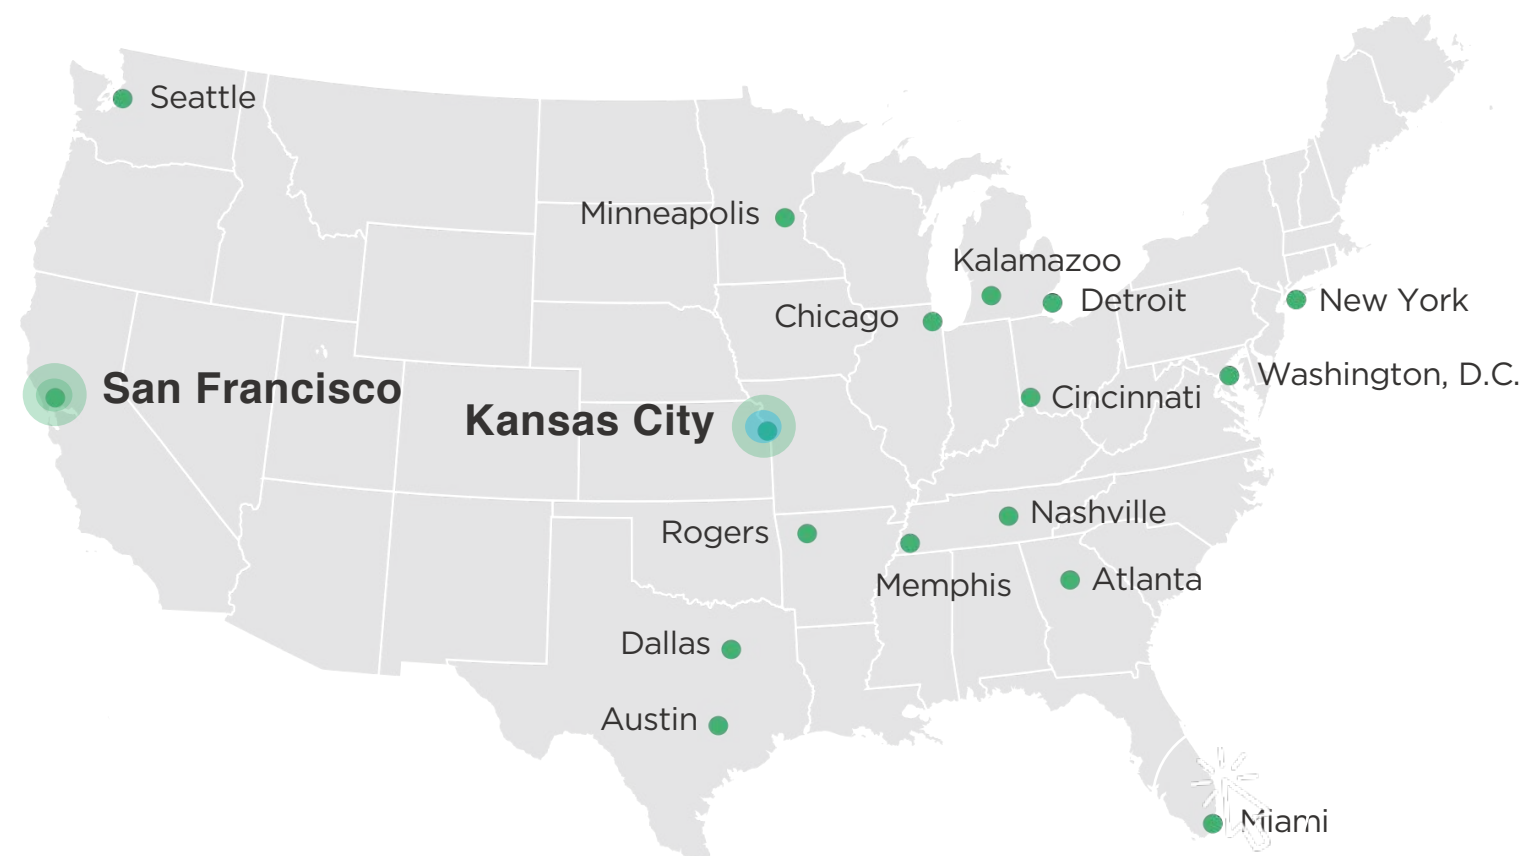 Seattle
Minneapolis
Kalamazoo
Detroit
New York
Chicago
Washington, D.C.
San Francisco
Cincinnati
Kansas City
Nashville
Rogers
Memphis
Atlanta
Dallas
Austin
Miami